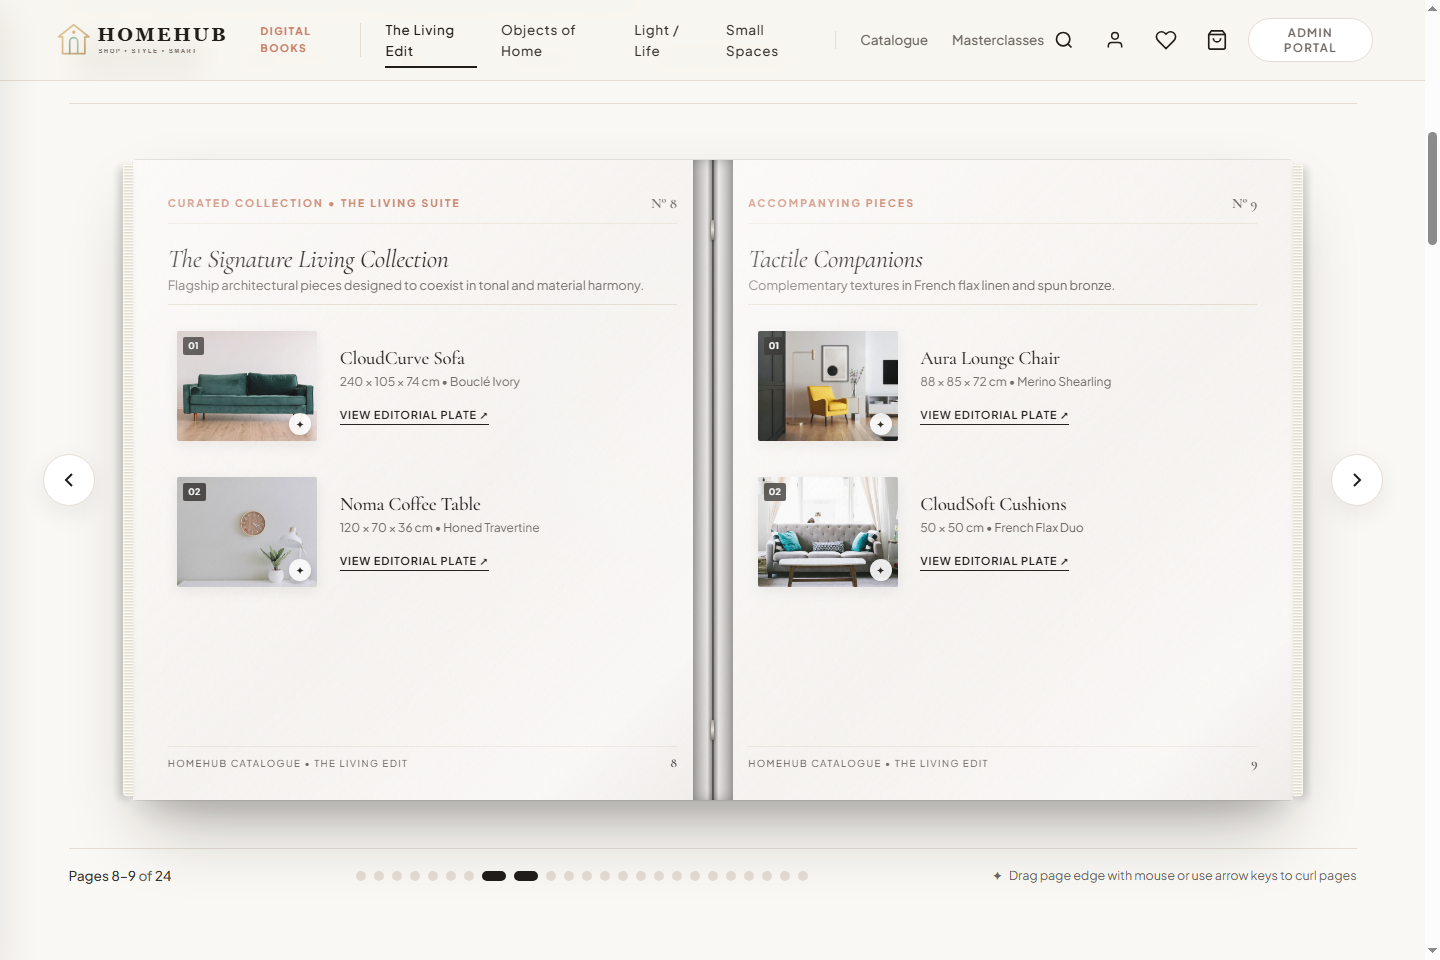 HOMEHUB
SHOP • STYLE • SMART
DIGITAL
BOOKS
The Living
Edit
Objects of
Home
Light /
Life
Small
Spaces
Catalogue
Masterclasses
ADMIN
PORTAL
CURATED COLLECTION • THE LIVING SUITE
Nº 8
The Signature Living Collection
Flagship architectural pieces designed to coexist in tonal and material harmony.
01
CloudCurve Sofa
240 × 105 × 74 cm • Bouclé Ivory
VIEW EDITORIAL PLATE ↗
02
Noma Coffee Table
120 × 70 × 36 cm • Honed Travertine
VIEW EDITORIAL PLATE ↗
HOMEHUB CATALOGUE • THE LIVING EDIT
8
ACCOMPANYING PIECES
Nº 9
Tactile Companions
Complementary textures in French flax linen and spun bronze.
01
Aura Lounge Chair
88 × 85 × 72 cm • Merino Shearling
VIEW EDITORIAL PLATE ↗
02
CloudSoft Cushions
50 × 50 cm • French Flax Duo
VIEW EDITORIAL PLATE ↗
HOMEHUB CATALOGUE • THE LIVING EDIT
9
Pages 8–9 of 24
✦ Drag page edge with mouse or use arrow keys to curl pages